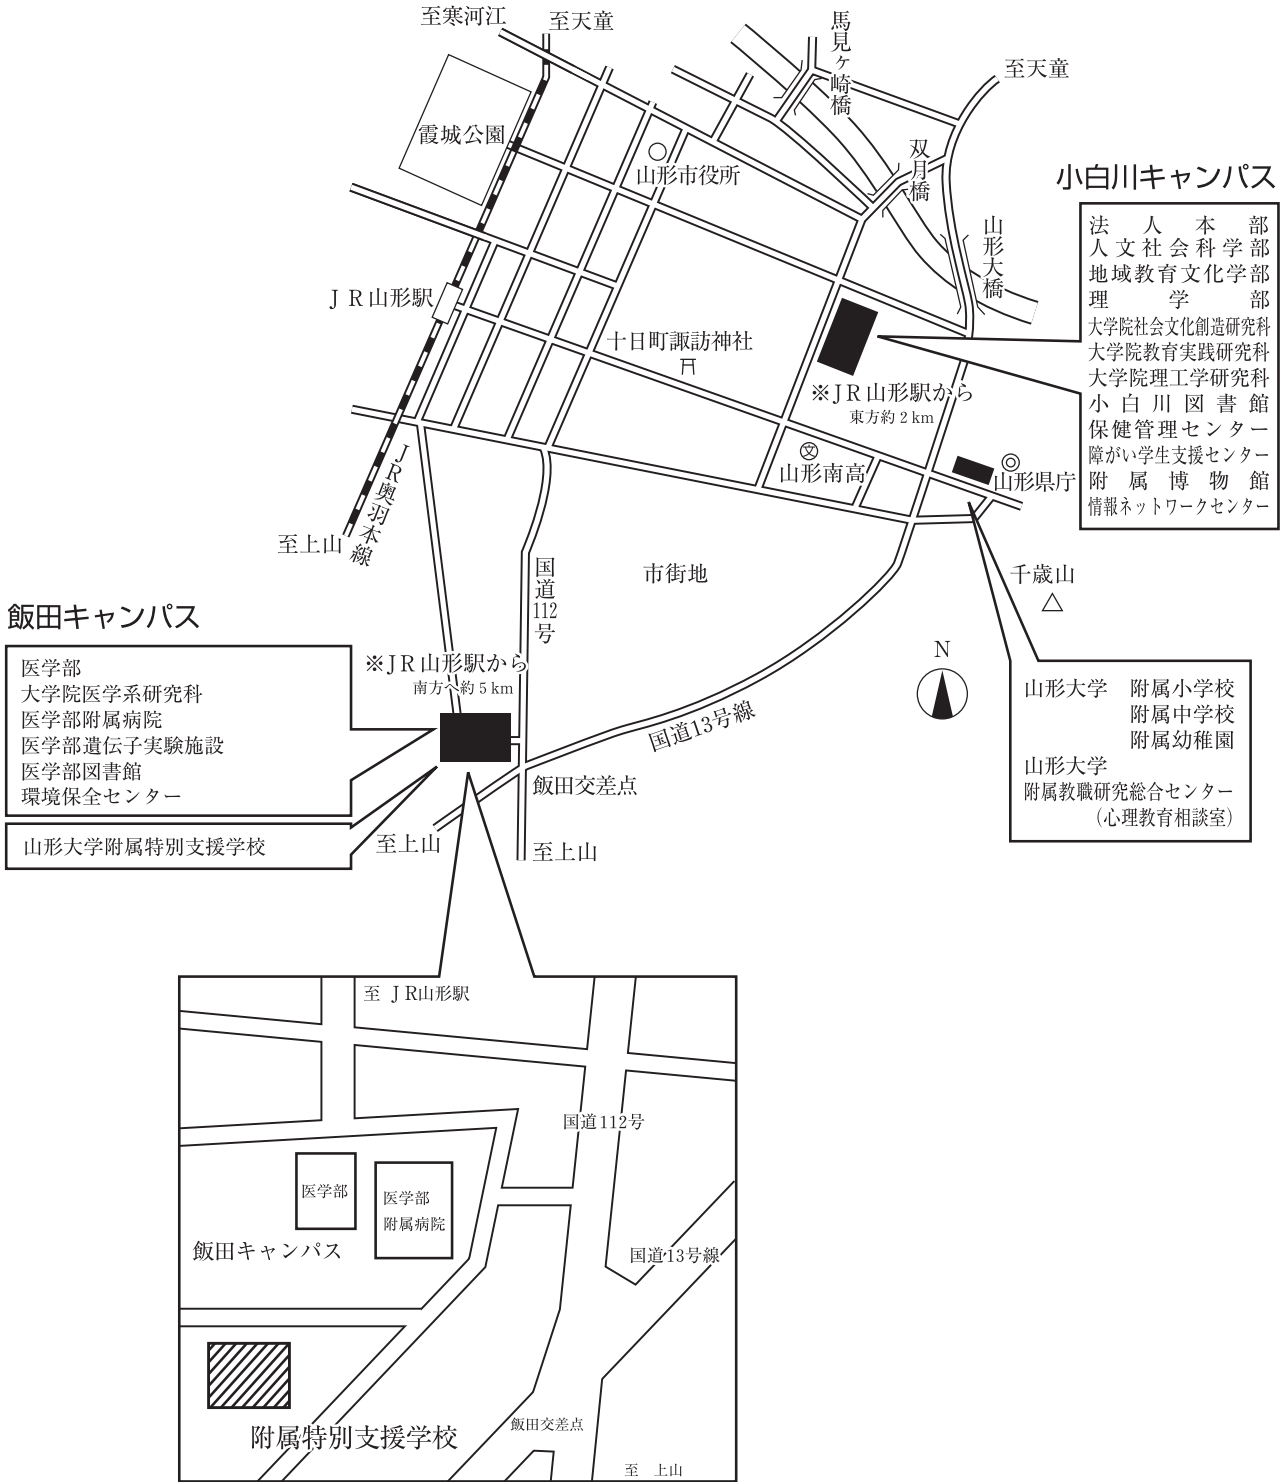 至寒河江
至天童
馬見ヶ崎橋
至天童
霞城公園
山形市役所
双月橋
山形大橋
小白川キャンパス
法人本部
人文社会科学部
地域教育文化学部
理学部
大学院社会文化創造研究科
大学院教育実践研究科
大学院理工学研究科
小白川図書館
保健管理センター
障がい学生支援センター
附属博物館
情報ネットワークセンター
JR山形駅
十日町諏訪神社
※JR山形駅から
東方約2km
文
山形南高
山形県庁
JR奥羽本線
至上山
国道112号
市街地
千歳山
飯田キャンパス
医学部
大学院医学系研究科
医学部附属病院
医学部遺伝子実験施設
医学部図書館
環境保全センター
山形大学附属特別支援学校
※JR山形駅から
南方へ約5km
N
国道13号線
山形大学 附属小学校
附属中学校
附属幼稚園
山形大学
附属教職研究総合センター
(心理教育相談室)
飯田交差点
至上山
至上山
至 JR山形駅
国道112号
医学部
医学部
附属病院
飯田キャンパス
国道13号線
附属特別支援学校
飯田交差点
至 上山